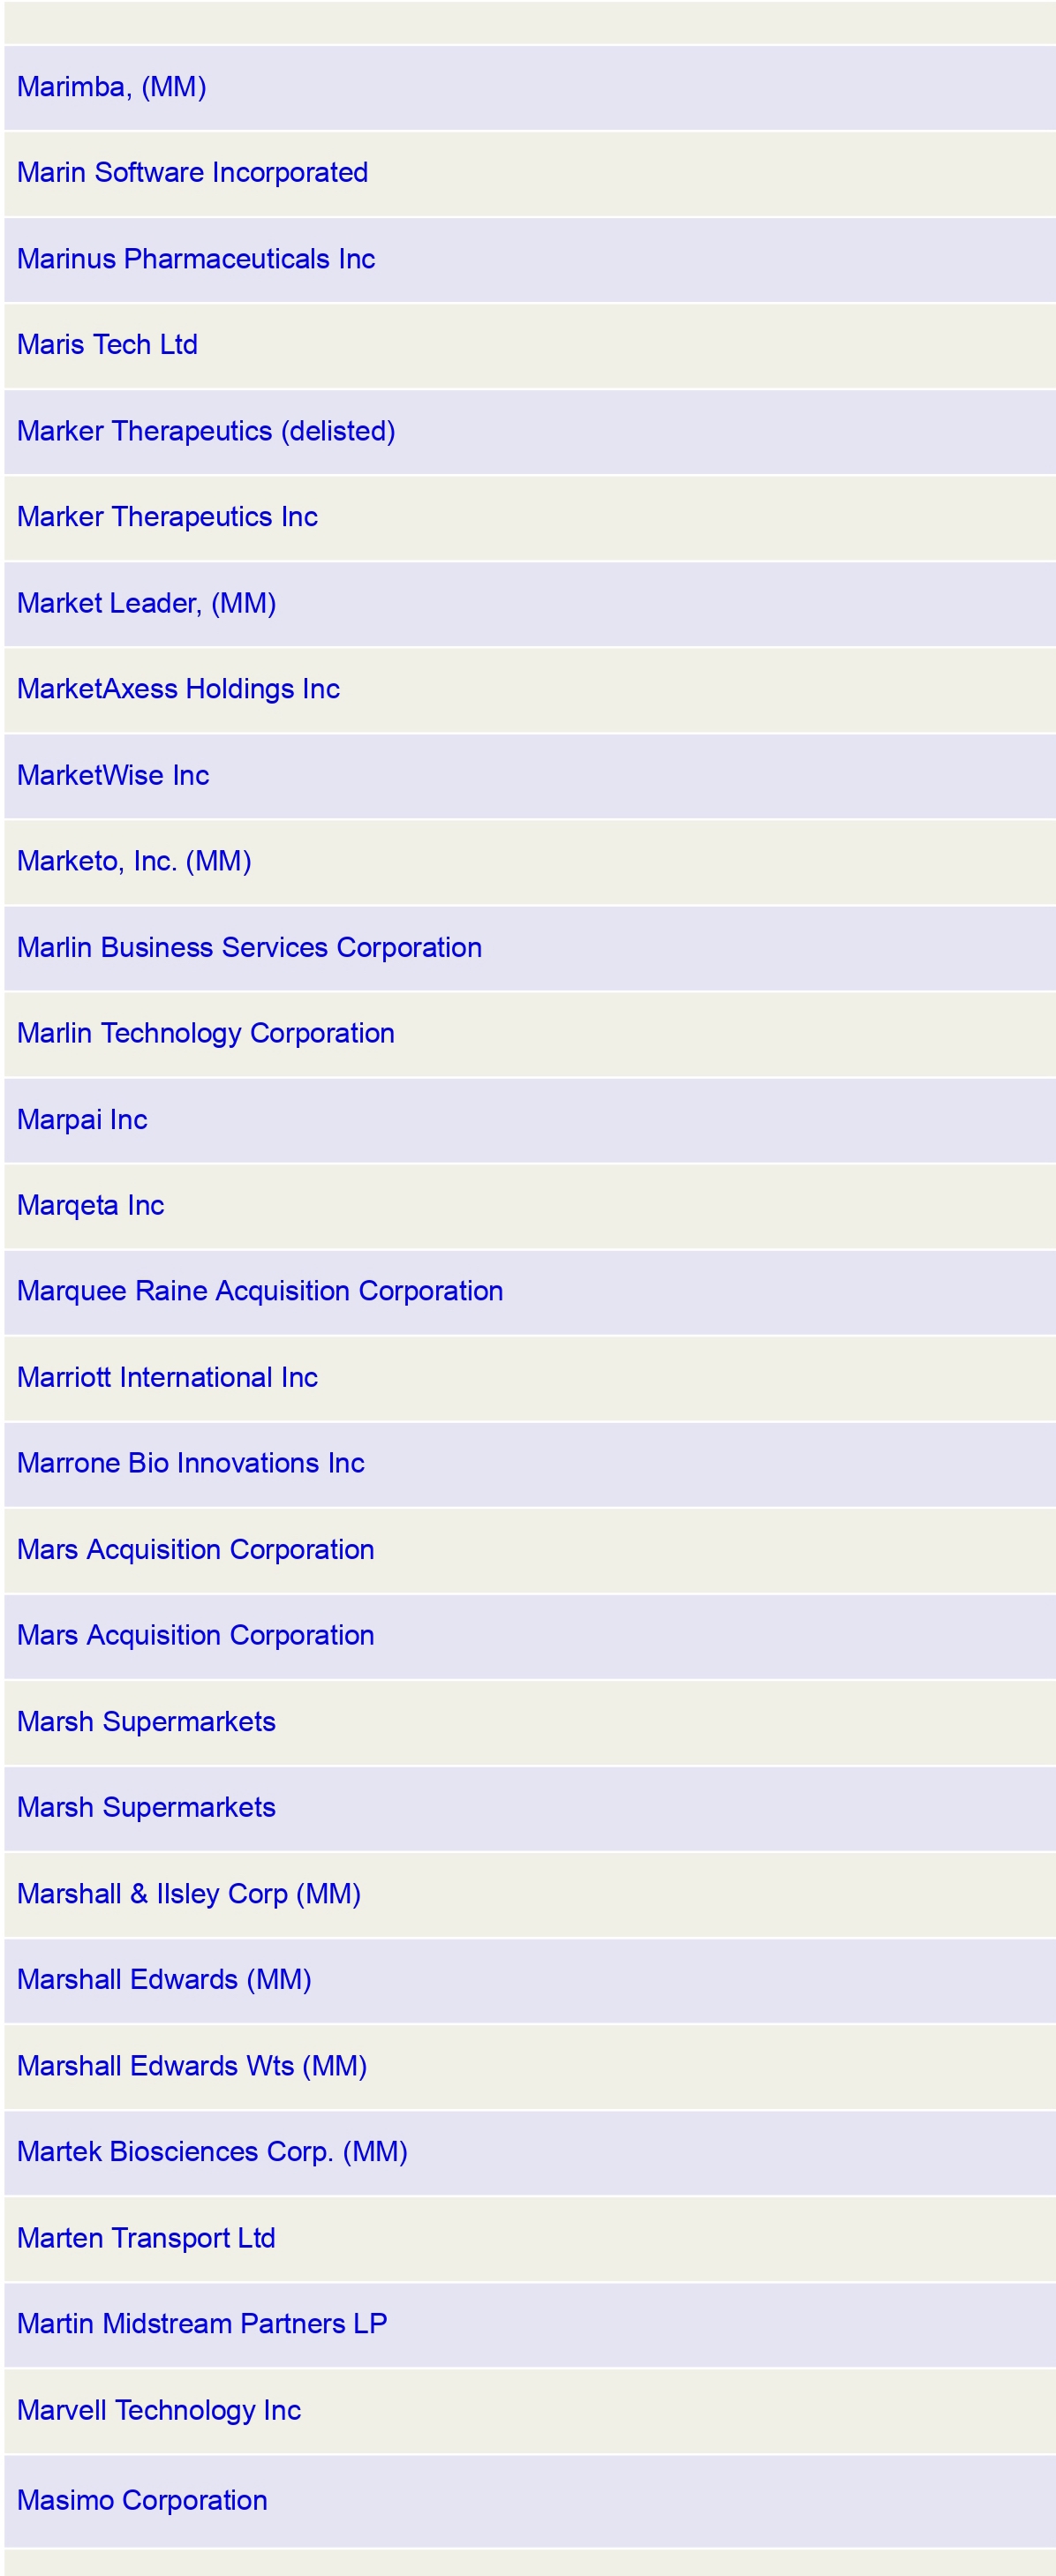 Marimba, (MM)
Marin Software Incorporated
Marinus Pharmaceuticals Inc
Maris Tech Ltd
Marker Therapeutics (delisted)
Marker Therapeutics Inc
Market Leader, (MM)
MarketAxess Holdings Inc
MarketWise Inc
Marketo, Inc. (MM)
Marlin Business Services Corporation
Marlin Technology Corporation
Marpai Inc
Marqeta Inc
Marquee Raine Acquisition Corporation
Marriott International Inc
Marrone Bio Innovations Inc
Mars Acquisition Corporation
Mars Acquisition Corporation
Marsh Supermarkets
Marsh Supermarkets
Marshall & Ilsley Corp (MM)
Marshall Edwards (MM)
Marshall Edwards Wts (MM)
Martek Biosciences Corp. (MM)
Marten Transport Ltd
Martin Midstream Partners LP
Marvell Technology Inc
Masimo Corporation